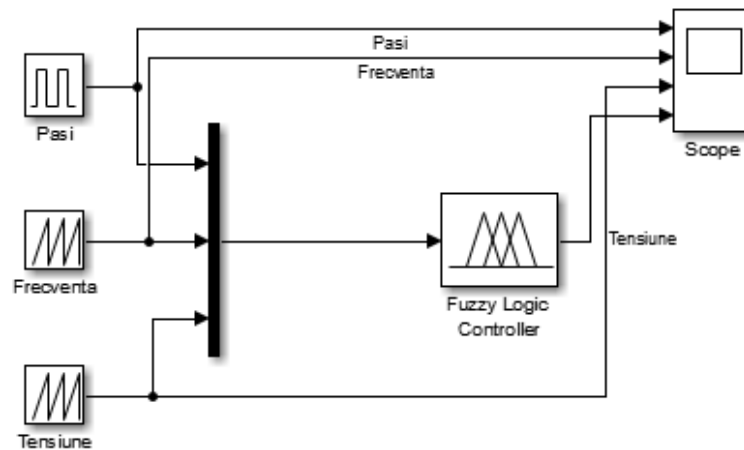 Pasi
Frecventa
Pasi
Scope
Frecventa
Tensiune
Fuzzy Logic
Controller
Tensiune